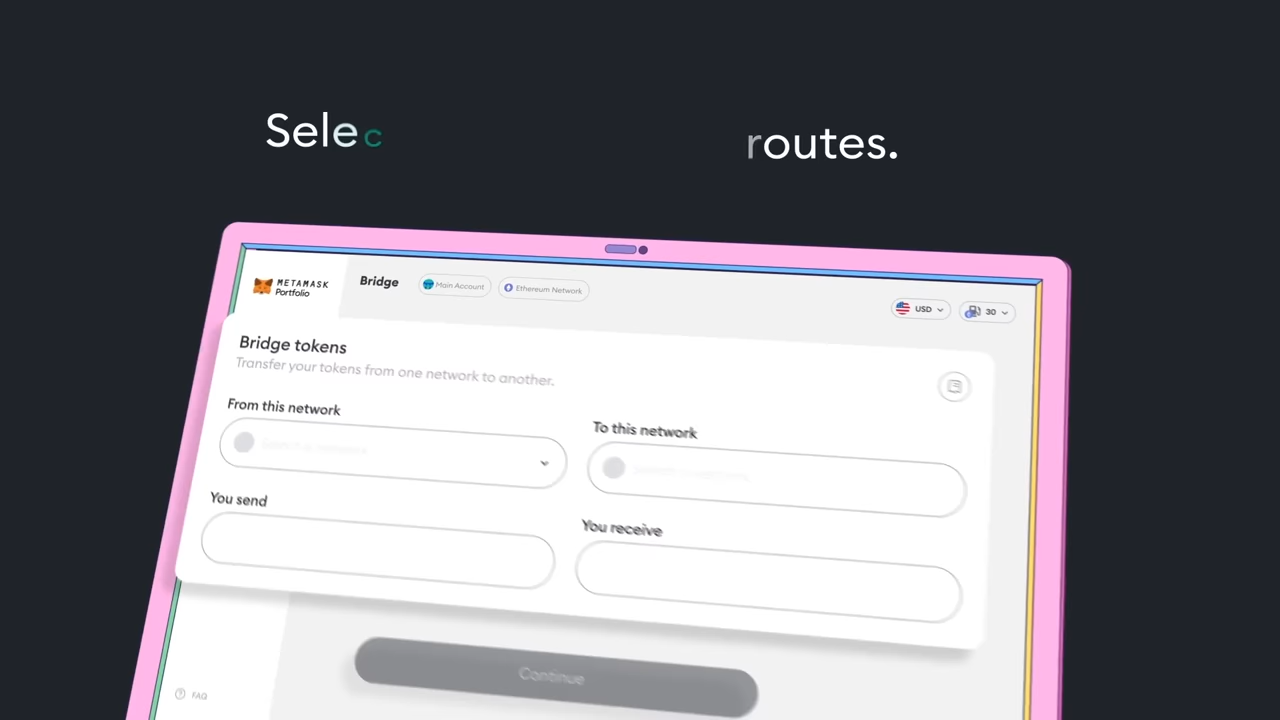 Selec
routes.
METAMASK
Portfolio
Bridge
Main Account
Ethereum Network
USD
30
Bridge tokens
Transfer your tokens from one network to another.
From this network
To this network
You send
You receive
Continue
FAQ